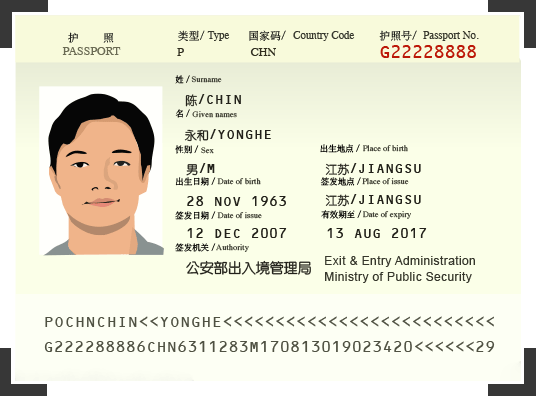 护 照 类型/ Type 国家码/ Country Code 护照号/ Passport No.
PASSPORT P CHN G22228888
姓 / Surname
陈/CHIN
名 / Given names
永和/YONGHE
性别 / Sex 出生地点 / Place of birth
男/M 江苏/JIANGSU
出生日期 / Date of birth 签发地点 / Place of issue
28 NOV 1963 江苏/JIANGSU
签发日期 / Date of issue 有效期至 / Date of expiry
12 DEC 2007 13 AUG 2017
签发机关 /Authority
公安部出入境管理局 Exit & Entry Administration
Ministry of Public Security
POCHNCHIN<<YONGHE<<<<<<<<<<<<<<<<<<<<<<<<<<
G222288886CHN6311283M170813019023420<<<<<<29